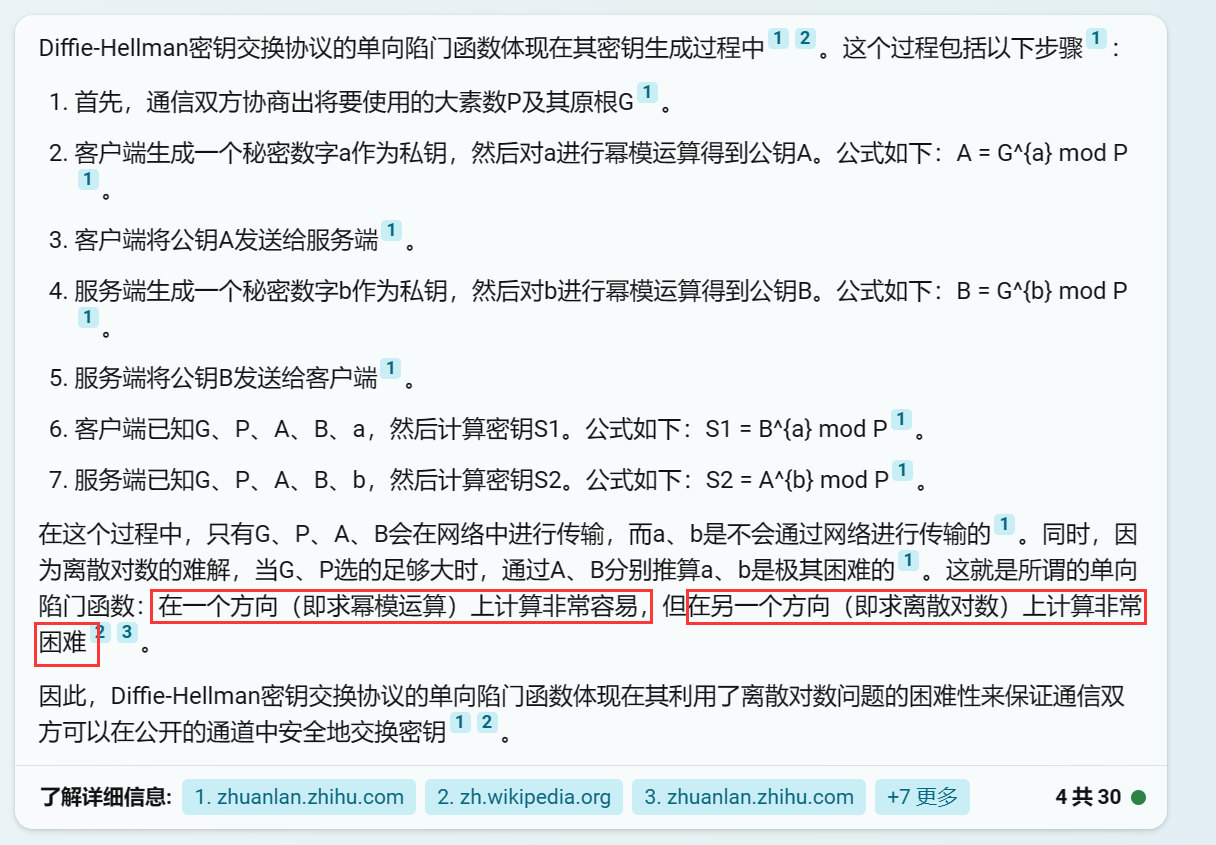 Diffie-Hellman密钥交换协议的单向陷门函数体现在其密钥生成过程中 1 2 。这个过程包括以下步骤 1 ：
1. 首先，通信双方协商出将要使用的大素数P及其原根G 1 。
2. 客户端生成一个秘密数字a作为私钥，然后对a进行幂模运算得到公钥A。公式如下：A = G^{a} mod P
1 。
3. 客户端将公钥A发送给服务端 1 。
4. 服务端生成一个秘密数字b作为私钥，然后对b进行幂模运算得到公钥B。公式如下：B = G^{b} mod P
1 。
5. 服务端将公钥B发送给客户端 1 。
6. 客户端已知G、P、A、B、a，然后计算密钥S1。公式如下：S1 = B^{a} mod P 1 。
7. 服务端已知G、P、A、B、b，然后计算密钥S2。公式如下：S2 = A^{b} mod P 1 。
在这个过程中，只有G、P、A、B会在网络中进行传输，而a、b是不会通过网络进行传输的 1 。同时，因
为离散对数的难解，当G、P选的足够大时，通过A、B分别推算a、b是极其困难的 1 。这就是所谓的单向
陷门函数：在一个方向（即求幂模运算）上计算非常容易，但在另一个方向（即求离散对数）上计算非常
困难 2 3 。
因此，Diffie-Hellman密钥交换协议的单向陷门函数体现在其利用了离散对数问题的困难性来保证通信双
方可以在公开的通道中安全地交换密钥 1 2 。
了解详细信息: 1. zhuanlan.zhihu.com 2. zh.wikipedia.org 3. zhuanlan.zhihu.com +7 更多 4 共 30